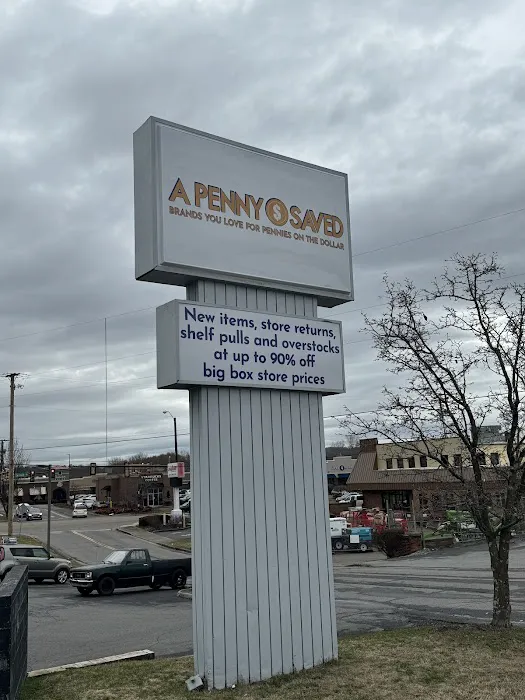 A PENNY $ SAVED
BRANDS YOU LOVE FOR PENNIES ON THE DOLLAR
New items, store returns,
shelf pulls and overstocks
at up to 90% off
big box store prices